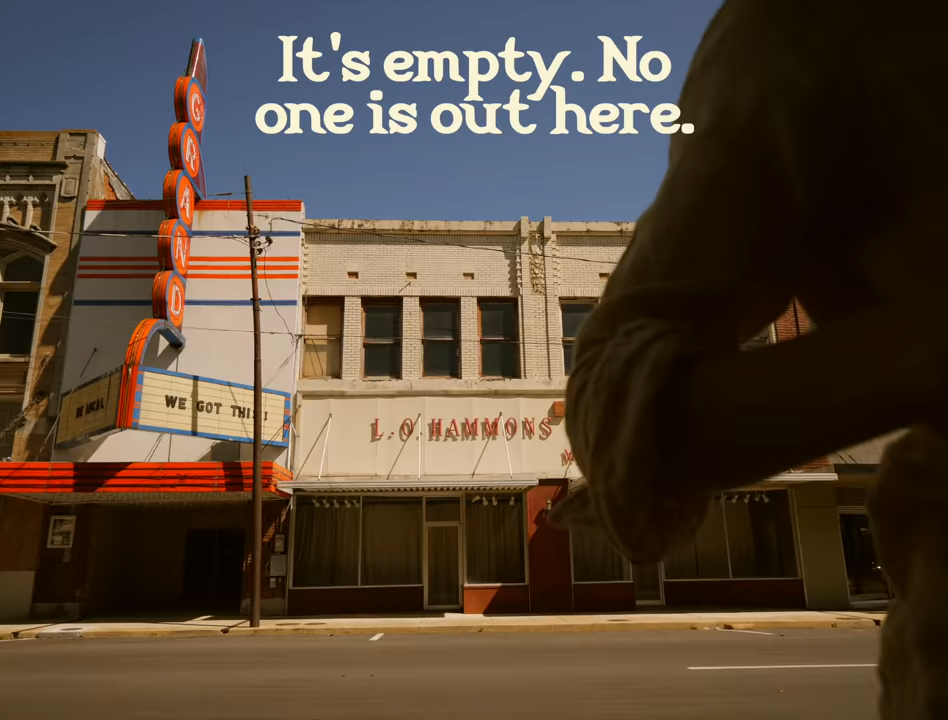 It's empty. No
one is out here.
GRAND
WE GOT THIS!
L.O. HAMMONS